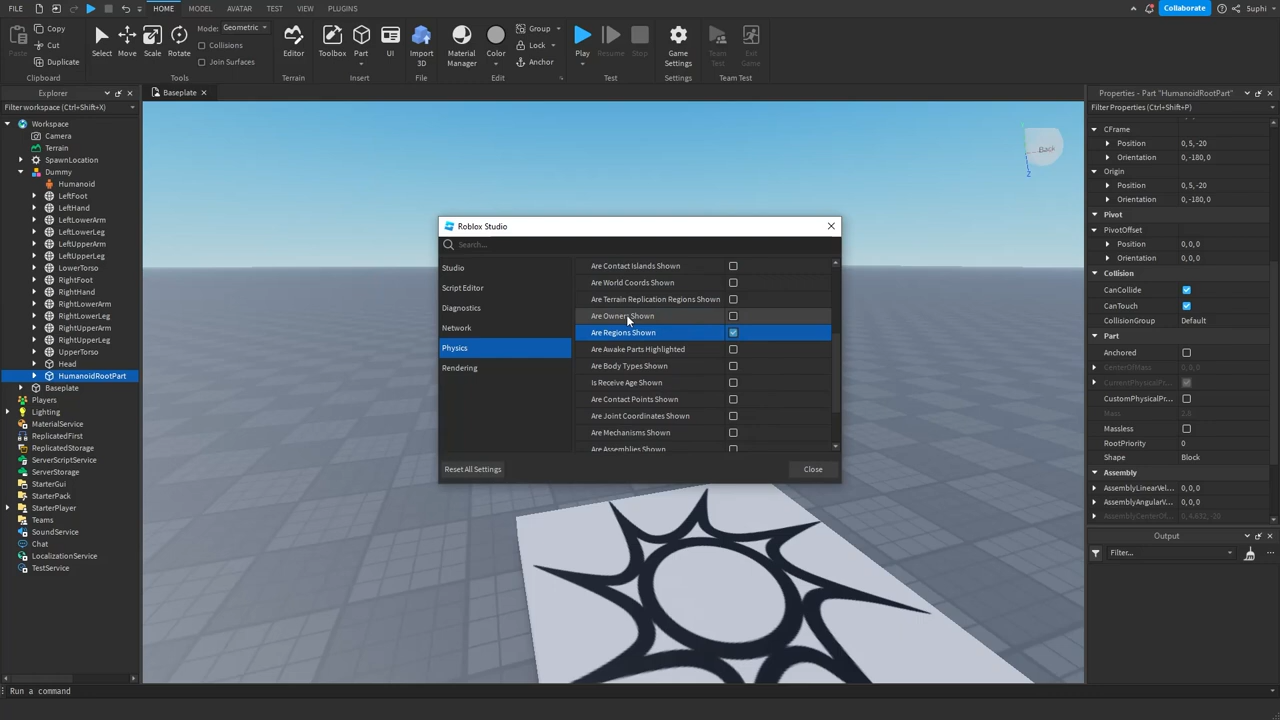 FILE
HOME MODEL AVATAR TEST VIEW PLUGINS
Collaborate
Suphi
Paste
Copy
Cut
Duplicate
Clipboard
Select Move Scale Rotate
Mode: Geometric
Collisions
Join Surfaces
Tools
Editor
Terrain
Toolbox Part UI
Insert
Import
3D
File
Material
Manager
Color
Group
Lock
Anchor
Edit
Play Resume Stop
Test
Game
Settings
Settings
Team
Test
Exit
Game
Team Test
Explorer
Filter workspace (Ctrl+Shift+X)
Workspace
Camera
Terrain
SpawnLocation
Dummy
Humanoid
LeftFoot
LeftHand
LeftLowerArm
LeftLowerLeg
LeftUpperArm
LeftUpperLeg
LowerTorso
RightFoot
RightHand
RightLowerArm
RightLowerLeg
RightUpperArm
RightUpperLeg
UpperTorso
Head
HumanoidRootPart
Baseplate
Players
Lighting
MaterialService
ReplicatedFirst
ReplicatedStorage
ServerScriptService
ServerStorage
StarterGui
StarterPack
StarterPlayer
Teams
SoundService
Chat
LocalizationService
TestService
Baseplate
Back
Z
Roblox Studio
Search...
Studio
Script Editor
Diagnostics
Network
Physics
Rendering
Are Contact Islands Shown
Are World Coords Shown
Are Terrain Replication Regions Shown
Are Owners Shown
Are Regions Shown
Are Awake Parts Highlighted
Are Body Types Shown
Is Receive Age Shown
Are Contact Points Shown
Are Joint Coordinates Shown
Are Mechanisms Shown
Are Assemblies Shown
Reset All Settings
Close
Properties - Part "HumanoidRootPart"
Filter Properties (Ctrl+Shift+P)
CFrame
Position 0, 5, -20
Orientation 0, -180, 0
Origin
Position 0, 5, -20
Orientation 0, -180, 0
Pivot
PivotOffset
Position 0, 0, 0
Orientation 0, 0, 0
Collision
CanCollide
CanTouch
CollisionGroup Default
Part
Anchored
CenterOfMass 0, 0, 0
CurrentPhysicalPr...
CustomPhysicalPr...
Mass 2.8
Massless
RootPriority 0
Shape Block
Assembly
AssemblyLinearVel... 0, 0, 0
AssemblyAngularV... 0, 0, 0
AssemblyCenterOf... 0, 4.632, -20
Output
Filter...
Run a command